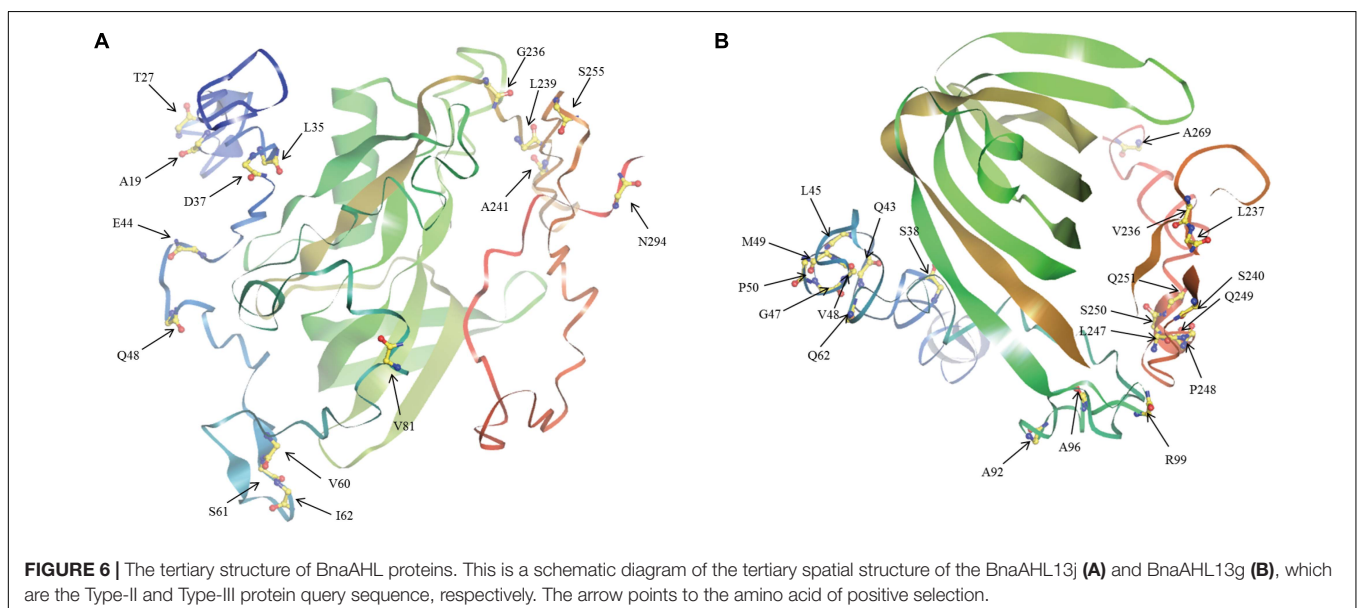 A
B
T27
A19
L35
D37
E44
Q48
S61
V60
I62
V81
G236
L239
S255
A241
N294
L45
Q43
M49
S38
P50
G47
V48
Q62
A269
L237
V236
Q251
S240
Q249
S250
L247
P248
A96
A92
R99
FIGURE 6 | The tertiary structure of BnaAHL proteins. This is a schematic diagram of the tertiary spatial structure of the BnaAHL13j (A) and BnaAHL13g (B), which
are the Type-II and Type-III protein query sequence, respectively. The arrow points to the amino acid of positive selection.